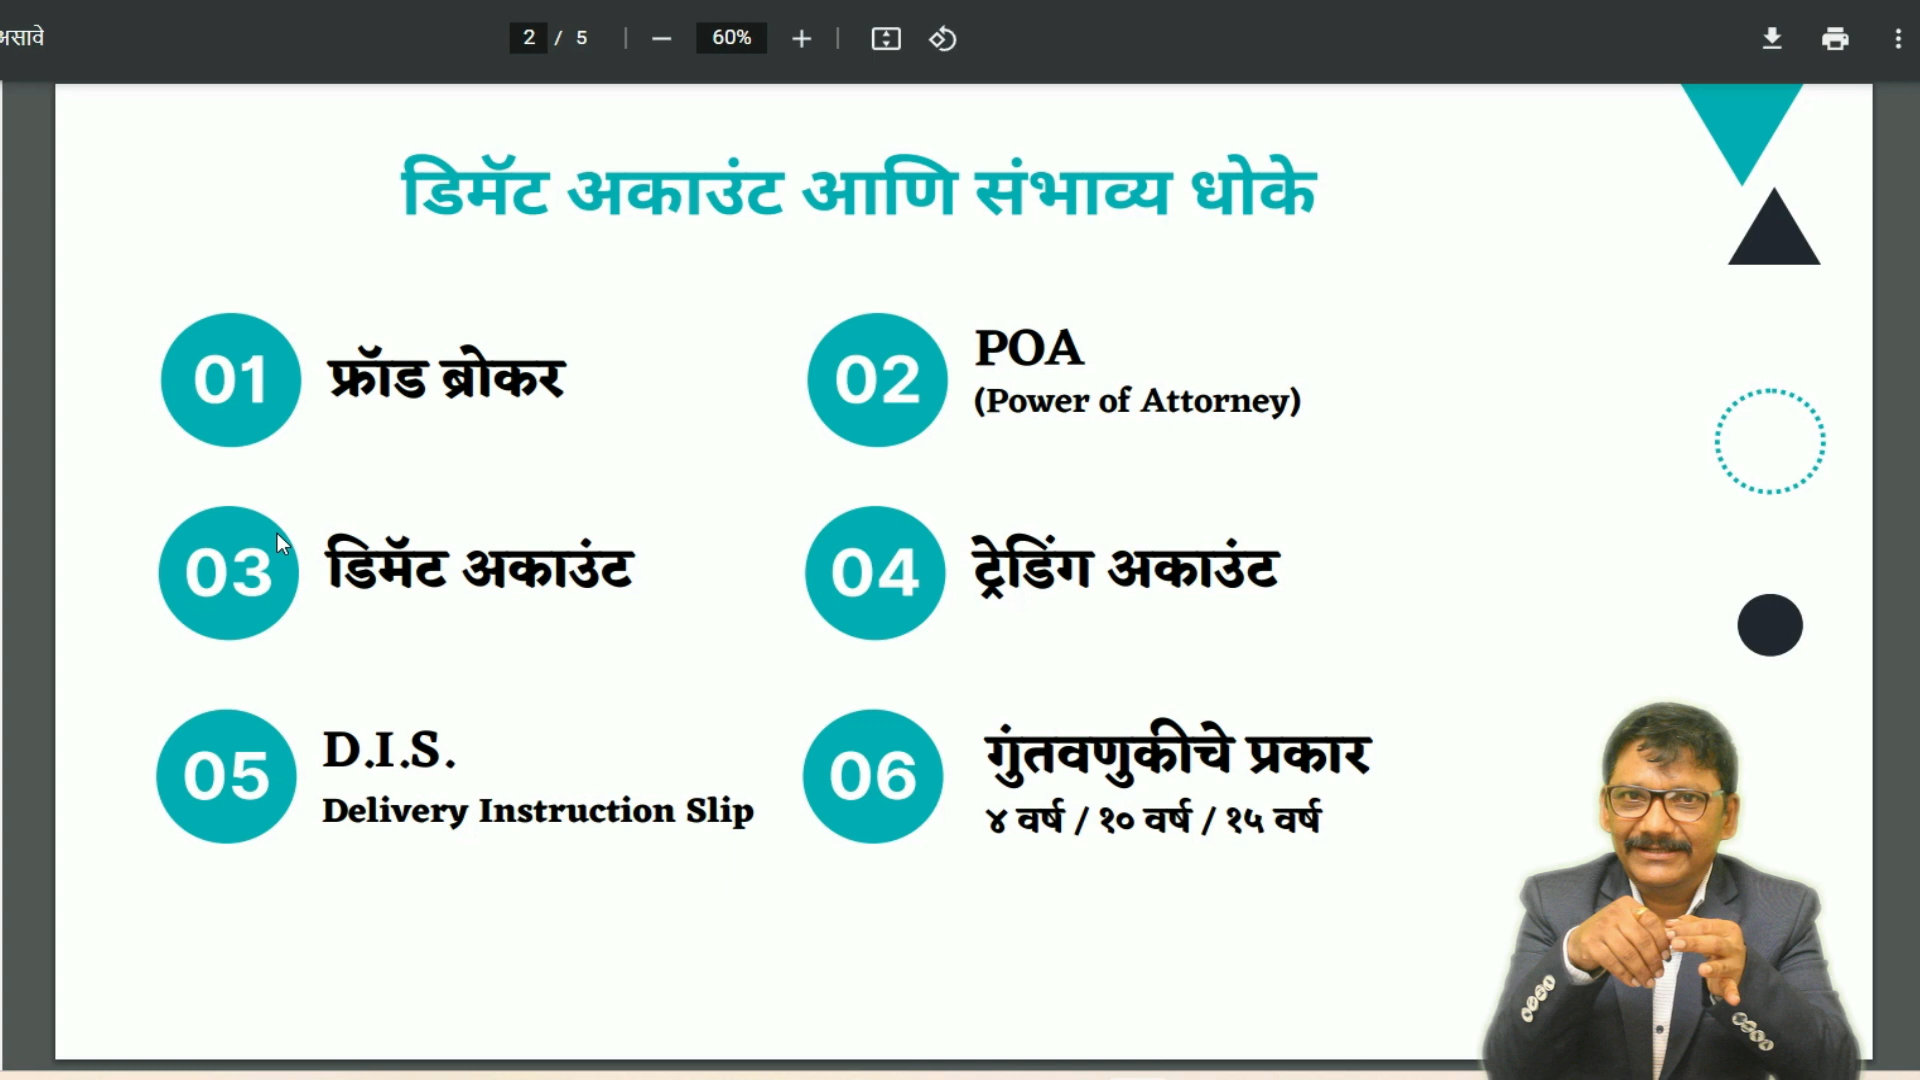 असावे
2 / 5
60%
डिमॅट अकाउंट आणि संभाव्य धोके
01 फ्रॉड ब्रोकर
02 POA
(Power of Attorney)
03 डिमॅट अकाउंट
04 ट्रेडिंग अकाउंट
05 D.I.S.
Delivery Instruction Slip
06 गुंतवणुकीचे प्रकार
४ वर्ष / १० वर्ष / १५ वर्ष